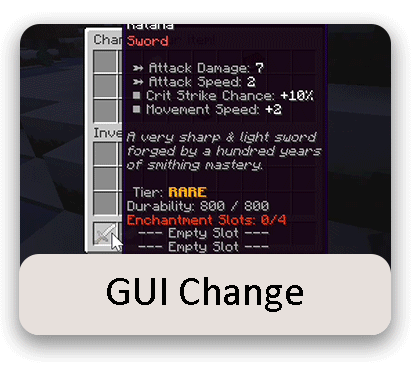 Katana
Sword
➳ Attack Damage: 7
➳ Attack Speed: 2
■ Crit Strike Chance: +10%
■ Movement Speed: +2
A very sharp & light sword
forged by a hundred years
of smithing mastery.
Tier: RARE
Durability: 800 / 800
Enchantment Slots: 0/4
--- Empty Slot ---
--- Empty Slot ---
GUI Change